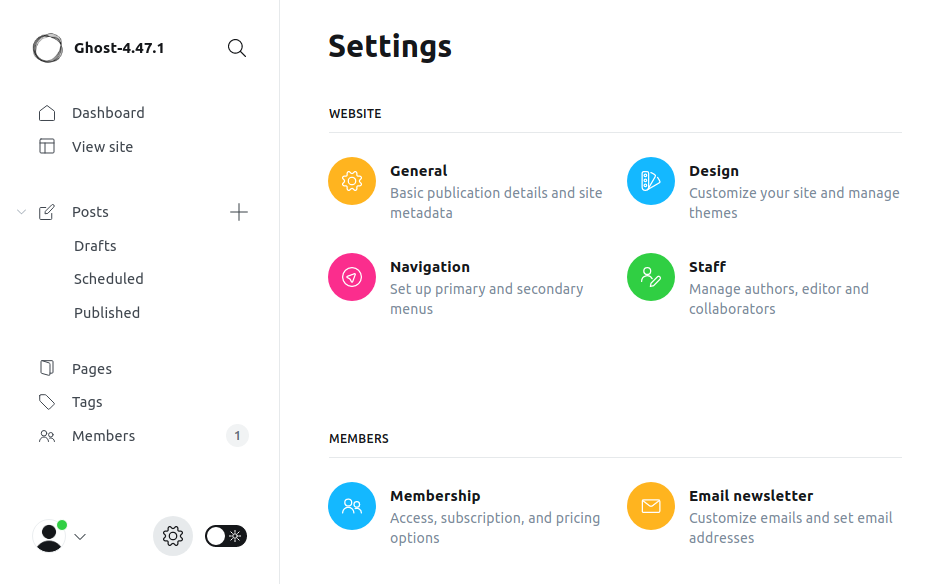 Ghost-4.47.1
Dashboard
View site
Posts
Drafts
Scheduled
Published
Pages
Tags
Members 1
Settings
WEBSITE
General
Basic publication details and site
metadata
Design
Customize your site and manage
themes
Navigation
Set up primary and secondary
menus
Staff
Manage authors, editor and
collaborators
MEMBERS
Membership
Access, subscription, and pricing
options
Email newsletter
Customize emails and set email
addresses